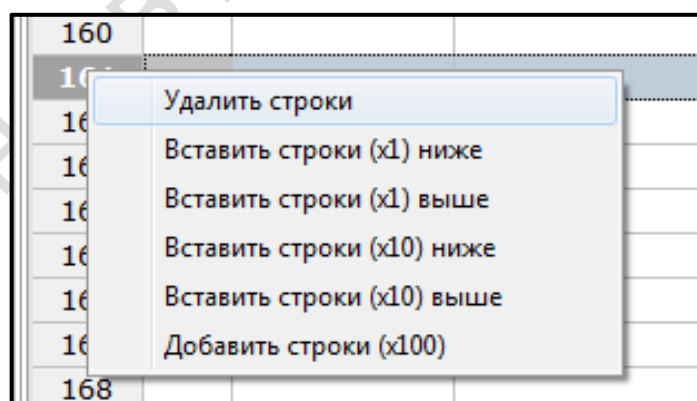 160
Удалить строки
Вставить строки (x1) ниже
Вставить строки (x1) выше
Вставить строки (x10) ниже
Вставить строки (x10) выше
Добавить строки (x100)
168